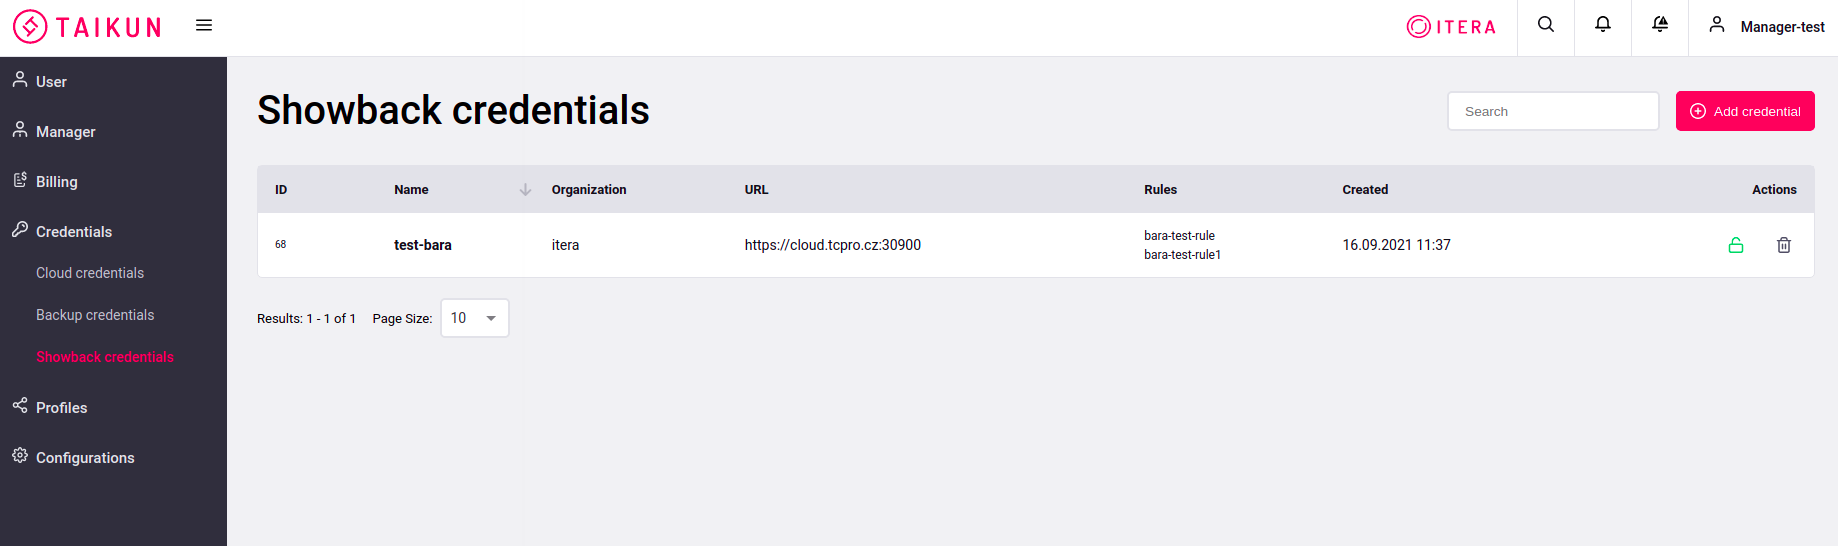 TAIKUN
ITERA
Manager-test
User
Manager
Billing
Credentials
Cloud credentials
Backup credentials
Showback credentials
Profiles
Configurations
Showback credentials
Search
Add credential
ID Name Organization URL Rules Created Actions
68 test-bara itera https://cloud.tcpro.cz:30900 bara-test-rule 16.09.2021 11:37
bara-test-rule1
Results: 1 - 1 of 1 Page Size: 10